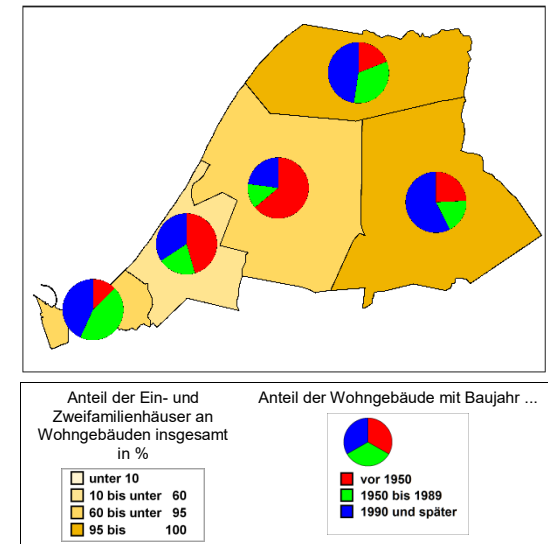 Anteil der Ein- und
Zweifamilienhäuser an
Wohngebäuden insgesamt
in %
unter 10
10 bis unter 60
60 bis unter 95
95 bis 100
Anteil der Wohngebäude mit Baujahr ...
vor 1950
1950 bis 1989
1990 und später